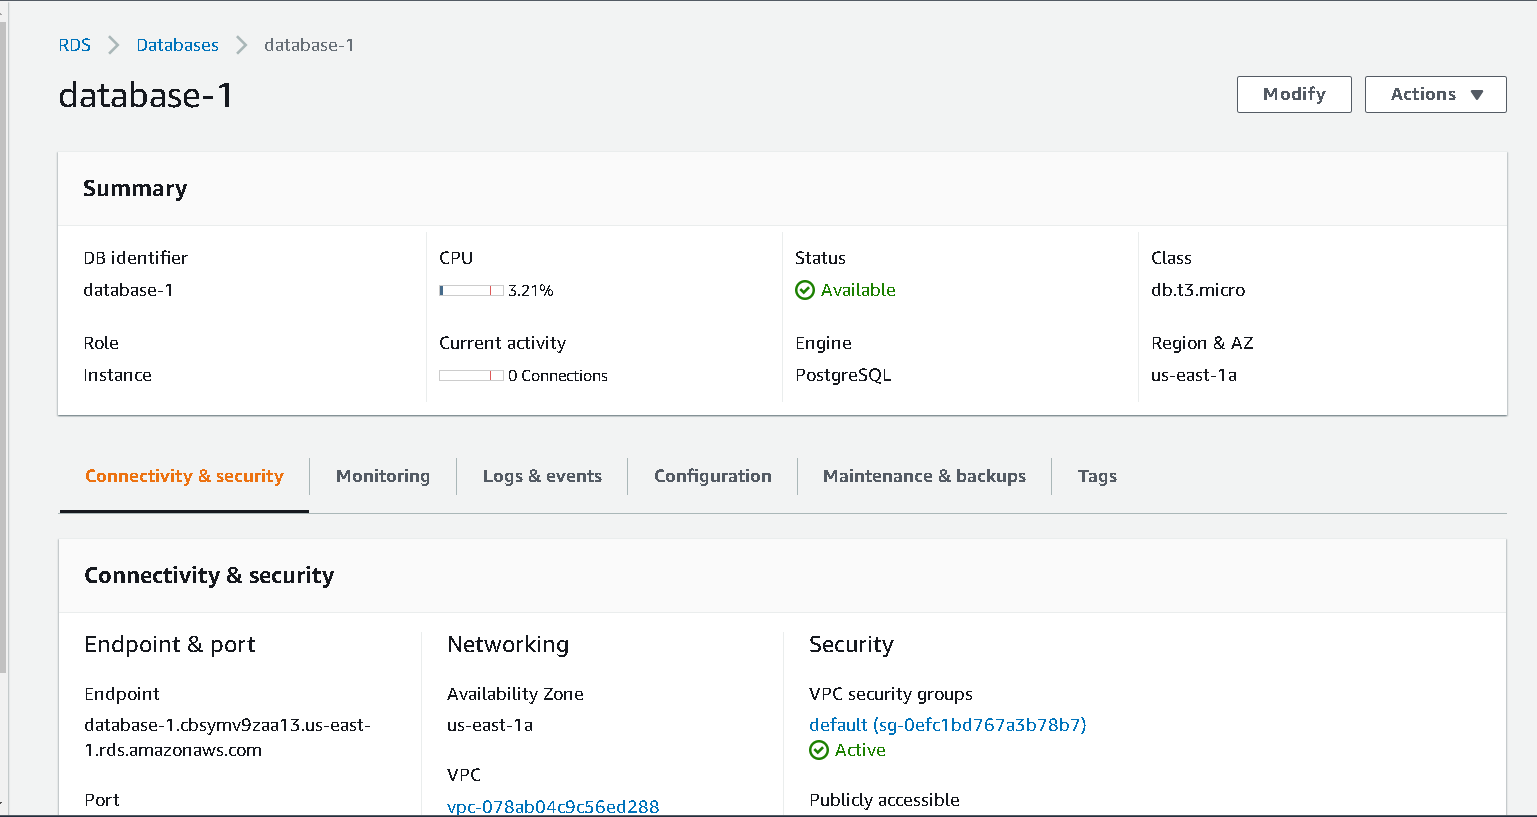 RDS > Databases > database-1
database-1
Modify
Actions ▼
Summary
DB identifier
database-1
CPU
3.21%
Status
Available
Class
db.t3.micro
Role
Instance
Current activity
0 Connections
Engine
PostgreSQL
Region & AZ
us-east-1a
Connectivity & security
Monitoring
Logs & events
Configuration
Maintenance & backups
Tags
Connectivity & security
Endpoint & port
Endpoint
database-1.cbsymv9zaa13.us-east-
1.rds.amazonaws.com
Port
Networking
Availability Zone
us-east-1a
VPC
vpc-078ab04c9c56ed288
Security
VPC security groups
default (sg-0efc1bd767a3b78b7)
Active
Publicly accessible